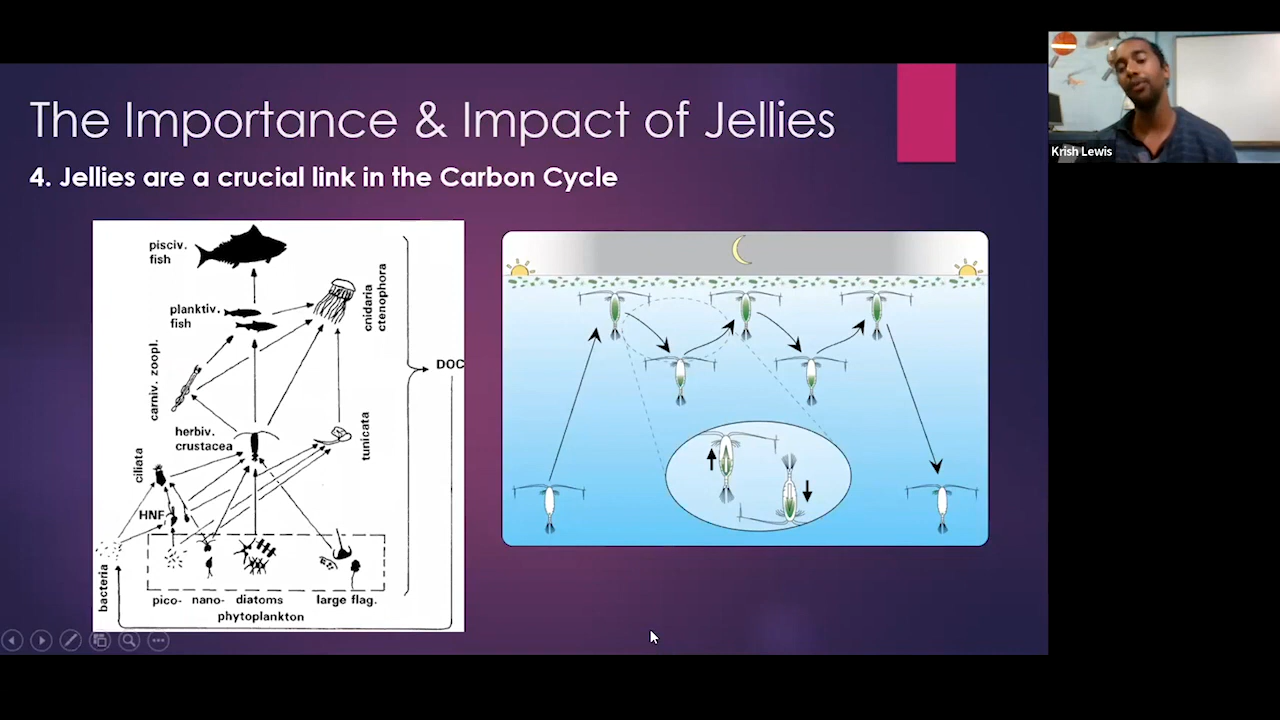 The Importance & Impact of Jellies
4. Jellies are a crucial link in the Carbon Cycle
pisciv.
fish
planktiv.
fish
cnidaria
ctenophora
carniv. zoopl.
DOC
herbiv.
crustacea
tunicata
ciliata
HNF
bacteria
pico- nano- diatoms large flag.
phytoplankton
Krish Lewis